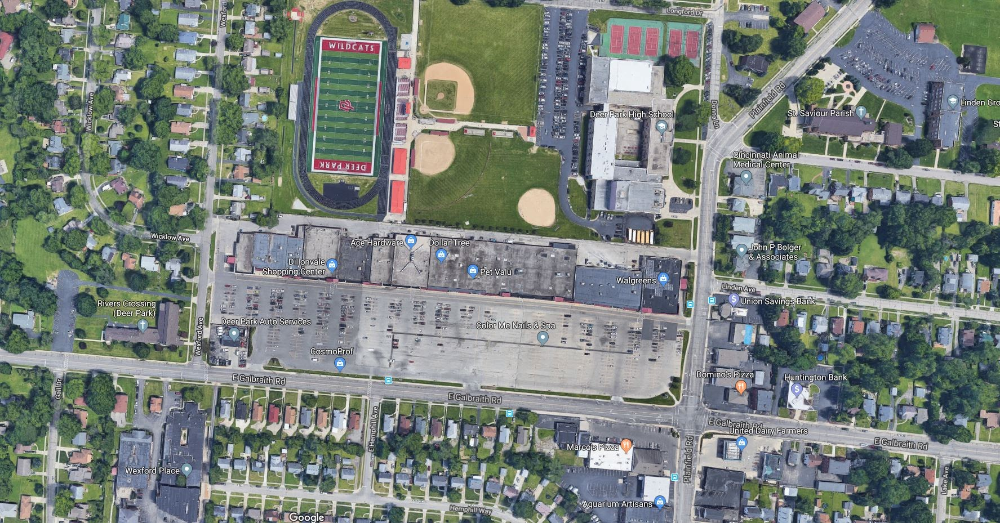 Longford Dr
Wexford
WILDCATS
DP
DEER PARK
Wicklow Ave
Donna Ln
Plainfield Rd
Deer Park High School
St. Saviour Parish
Linden Gro
St
Cincinnati Animal
Medical Center
Wicklow Ave
Ace Hardware
Dollar Tree
Dillonvale
Shopping Center
Pet Valu
Walgreens
John P Bolger
& Associates
Linden Ave
Union Savings Bank
Rivers Crossing
(Deer Park)
Wexford Ave
Deer Park Auto Services
Color Me Nails & Spa
CosmoProf
E Galbraith Rd
E Galbraith Rd
Domino's Pizza
Huntington Bank
Gail Dr
E Hemphill Ave
E Galbraith Rd
United Dairy Farmers
E Galbraith Rd
Marco's Pizza
Plainfield Rd
Wexford Place
Lake Ave
Aquarium Artisans
Hemphill Way
Google